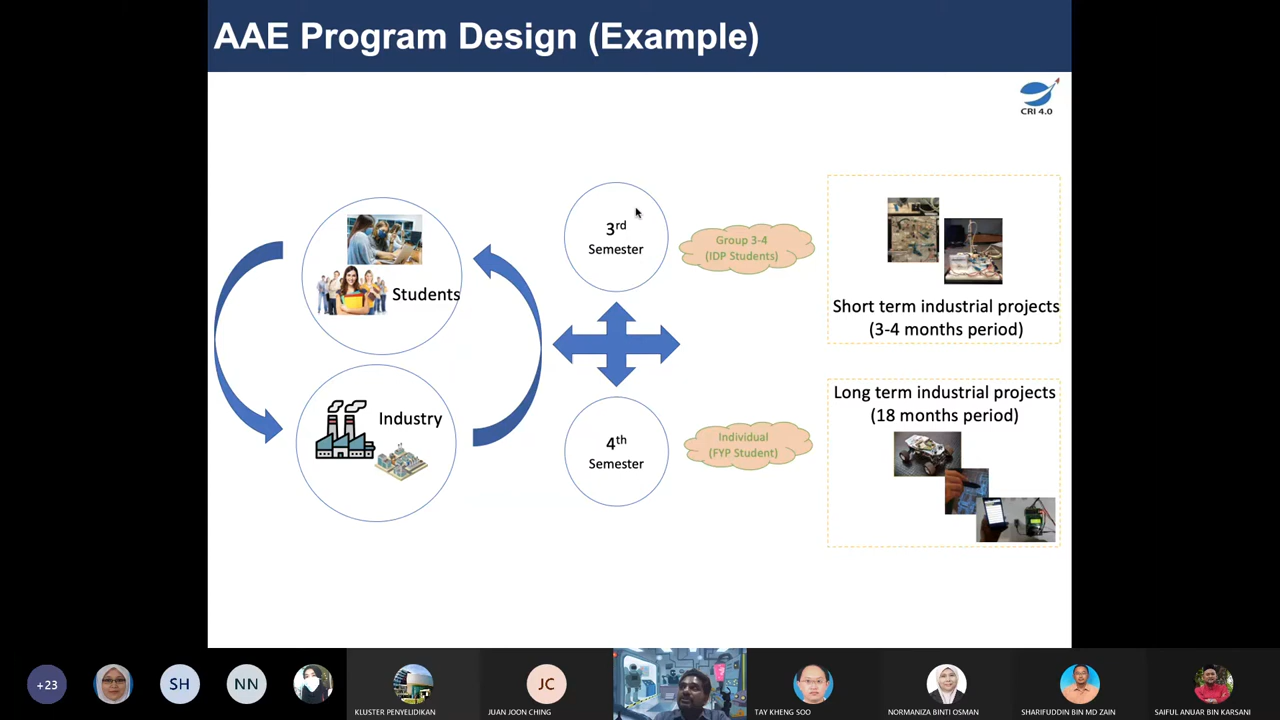 AAE Program Design (Example)
CRI 4.0
Students
Industry
3rd
Semester
4th
Semester
Group 3-4
(IDP Students)
Individual
(FYP Student)
Short term industrial projects
(3-4 months period)
Long term industrial projects
(18 months period)
+23
SH
NN
KLUSTER PENYELIDIKAN
JC
JUAN JOON CHING
TAY KHENG SOO
NORMANIZA BINTI OSMAN
SHARIFUDDIN BIN MD ZAIN
SAIFUL ANUAR BIN KARSANI